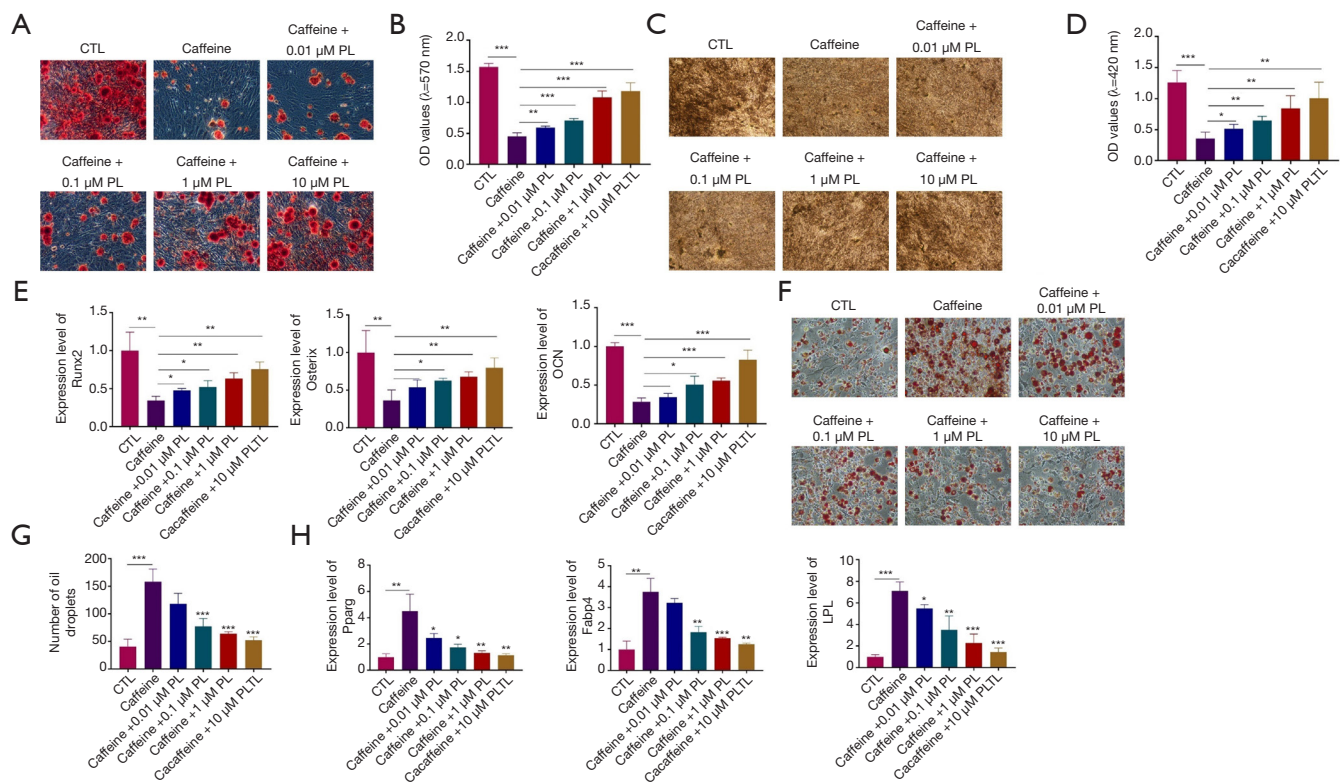 A
CTL
Caffeine
Caffeine +
0.01 µM PL
Caffeine +
0.1 µM PL
Caffeine +
1 µM PL
Caffeine +
10 µM PL
B
OD values (λ=570 nm)
2.0
1.5
1.0
0.5
0.0
***
**
***
***
***
CTL
Caffeine
Caffeine +0.01 µM PL
Caffeine +0.1 µM PL
Caffeine +1 µM PL
Cacaffeine +10 µM PLTL
C
CTL
Caffeine
Caffeine +
0.01 µM PL
Caffeine +
0.1 µM PL
Caffeine +
1 µM PL
Caffeine +
10 µM PL
D
OD values (λ=420 nm)
2.0
1.5
1.0
0.5
0.0
***
*
**
**
**
CTL
Caffeine
Caffeine +0.01 µM PL
Caffeine +0.1 µM PL
Caffeine +1 µM PL
Cacaffeine +10 µM PLTL
E
Expression level of
Runx2
1.5
1.0
0.5
0.0
**
*
*
**
**
CTL
Caffeine
Caffeine +0.01 µM PL
Caffeine +0.1 µM PL
Caffeine +1 µM PL
Cacaffeine +10 µM PLTL
Expression level of
Osterix
1.5
1.0
0.5
0.0
**
*
**
**
CTL
Caffeine
Caffeine +0.01 µM PL
Caffeine +0.1 µM PL
Caffeine +1 µM PL
Cacaffeine +10 µM PLTL
Expression level of
OCN
1.5
1.0
0.5
0.0
***
*
***
***
CTL
Caffeine
Caffeine +0.01 µM PL
Caffeine +0.1 µM PL
Caffeine +1 µM PL
Cacaffeine +10 µM PLTL
F
CTL
Caffeine
Caffeine +
0.01 µM PL
Caffeine +
0.1 µM PL
Caffeine +
1 µM PL
Caffeine +
10 µM PL
G
Number of oil
droplets
200
150
100
50
0
***
***
***
***
CTL
Caffeine
Caffeine +0.01 µM PL
Caffeine +0.1 µM PL
Caffeine +1 µM PL
Cacaffeine +10 µM PLTL
H
Expression level of
Pparg
8
6
4
2
0
**
*
*
**
**
CTL
Caffeine
Caffeine +0.01 µM PL
Caffeine +0.1 µM PL
Caffeine +1 µM PL
Cacaffeine +10 µM PLTL
Expression level of
Fabp4
5
4
3
2
1
0
**
**
***
**
CTL
Caffeine
Caffeine +0.01 µM PL
Caffeine +0.1 µM PL
Caffeine +1 µM PL
Cacaffeine +10 µM PLTL
Expression level of
LPL
10
8
6
4
2
0
***
*
**
***
***
CTL
Caffeine
Caffeine +0.01 µM PL
Caffeine +0.1 µM PL
Caffeine +1 µM PL
Cacaffeine +10 µM PLTL